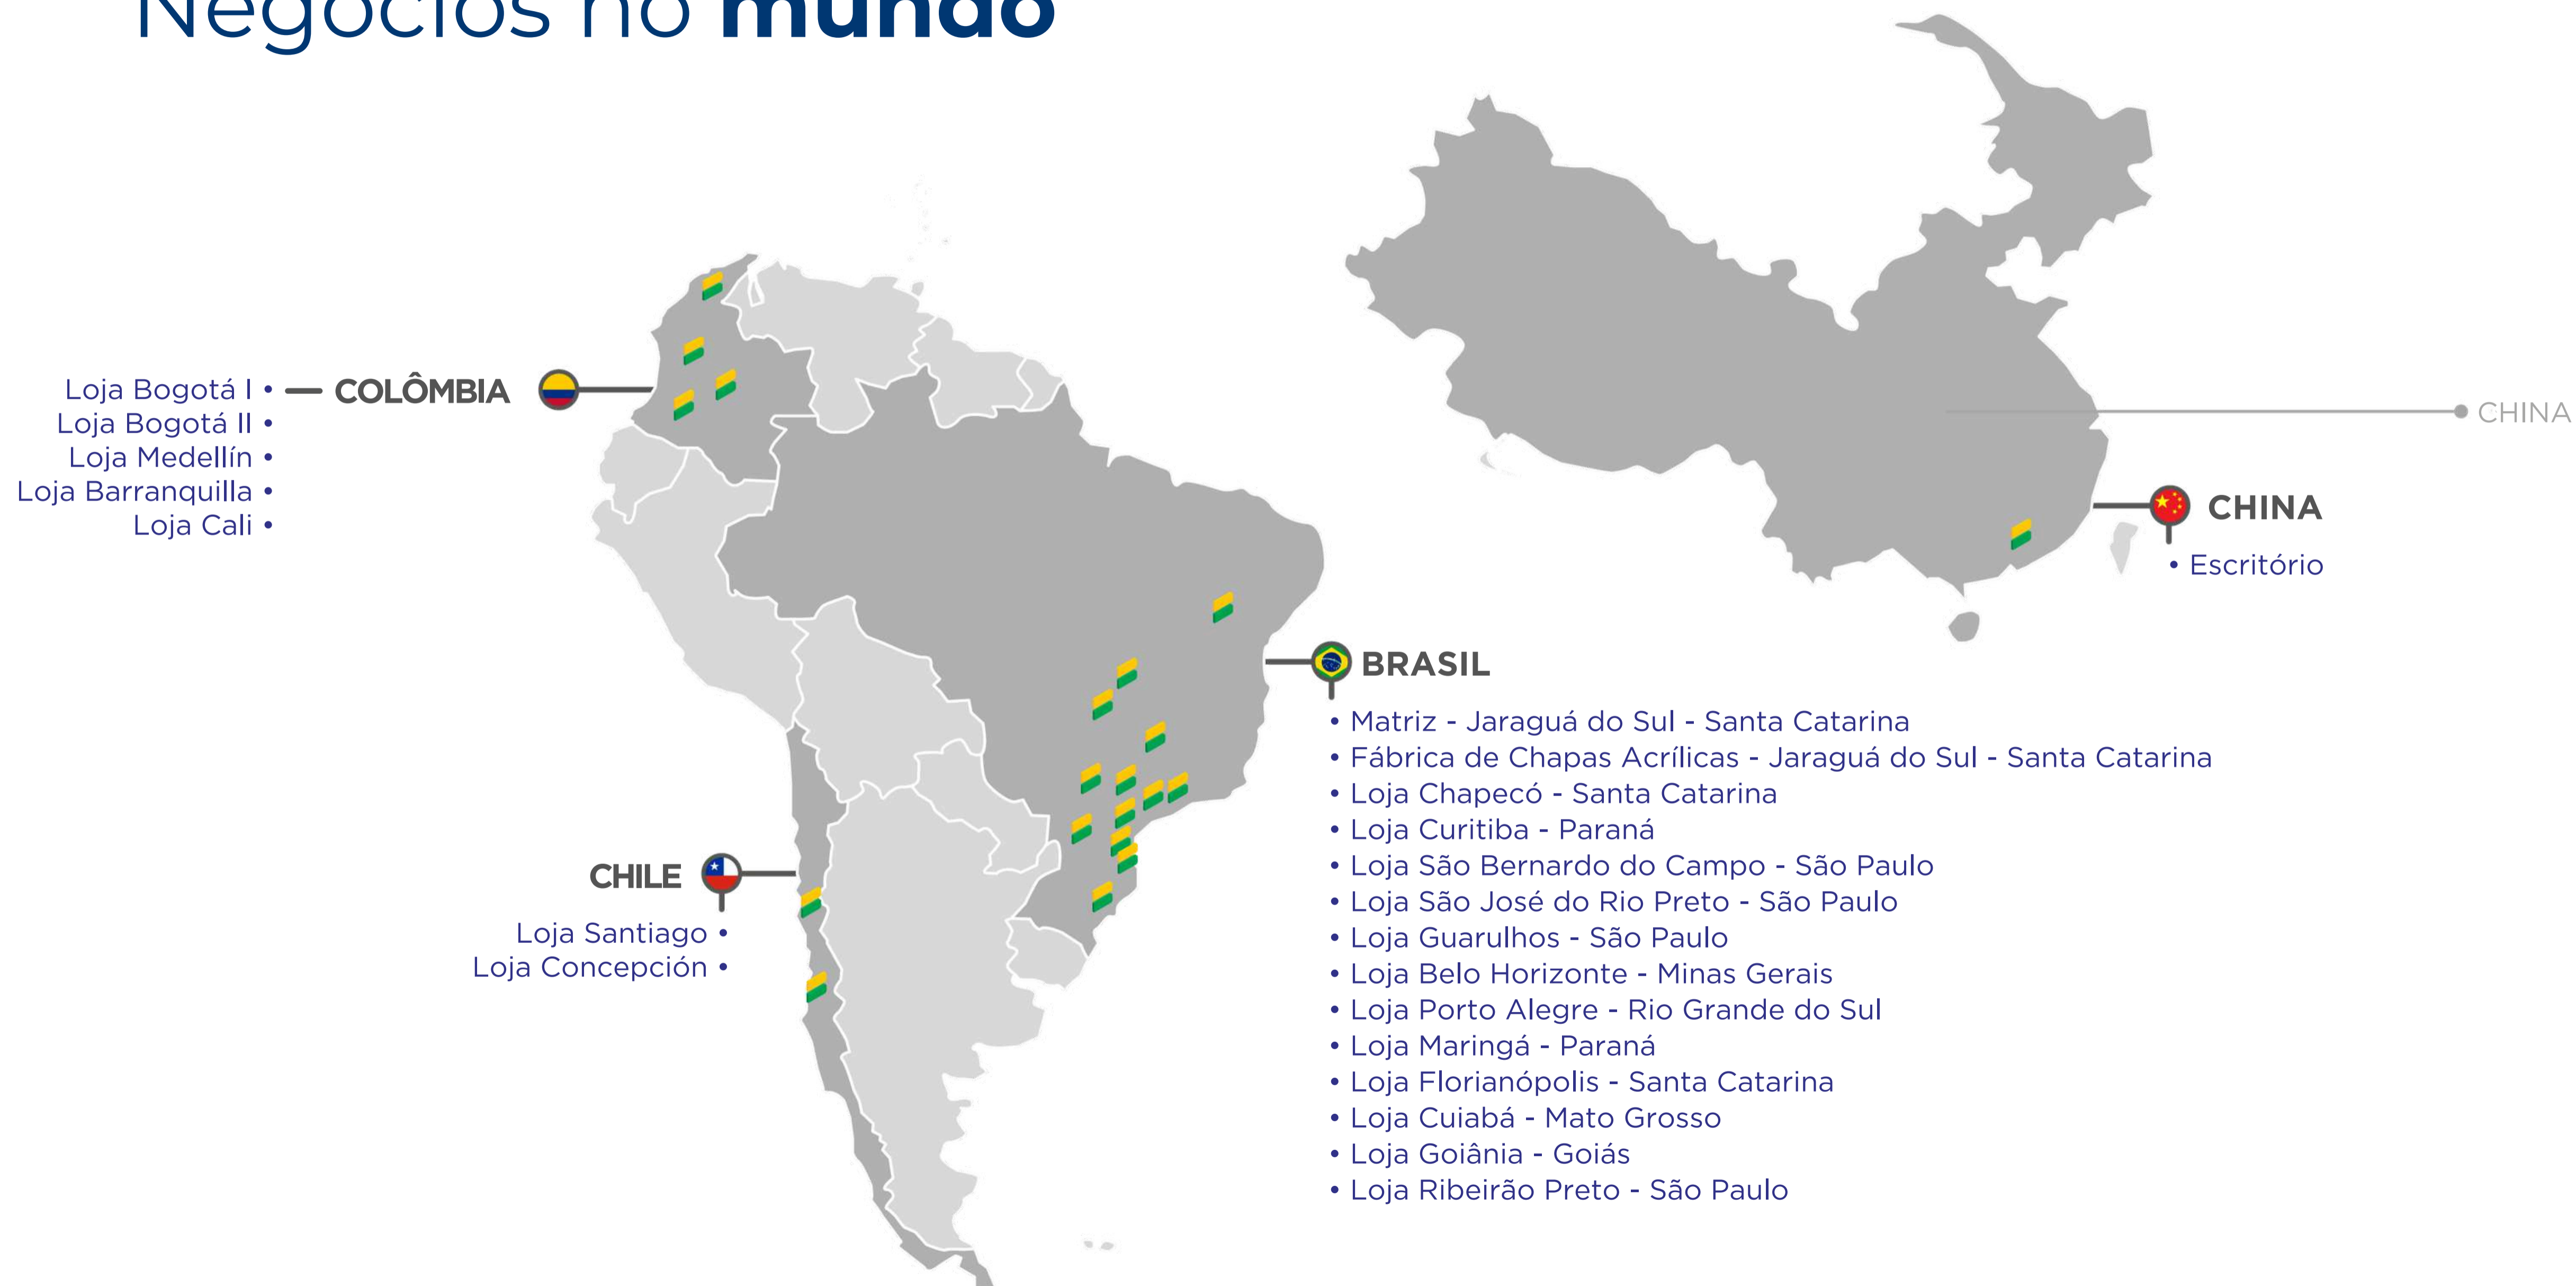 Negócios no mundo
Loja Bogotá I •
Loja Bogotá II •
Loja Medellín •
Loja Barranquilla •
Loja Cali •
COLÔMBIA
CHINA
CHINA
• Escritório
BRASIL
• Matriz - Jaraguá do Sul - Santa Catarina
• Fábrica de Chapas Acrílicas - Jaraguá do Sul - Santa Catarina
• Loja Chapecó - Santa Catarina
• Loja Curitiba - Paraná
• Loja São Bernardo do Campo - São Paulo
• Loja São José do Rio Preto - São Paulo
• Loja Guarulhos - São Paulo
• Loja Belo Horizonte - Minas Gerais
• Loja Porto Alegre - Rio Grande do Sul
• Loja Maringá - Paraná
• Loja Florianópolis - Santa Catarina
• Loja Cuiabá - Mato Grosso
• Loja Goiânia - Goiás
• Loja Ribeirão Preto - São Paulo
CHILE
Loja Santiago •
Loja Concepción •